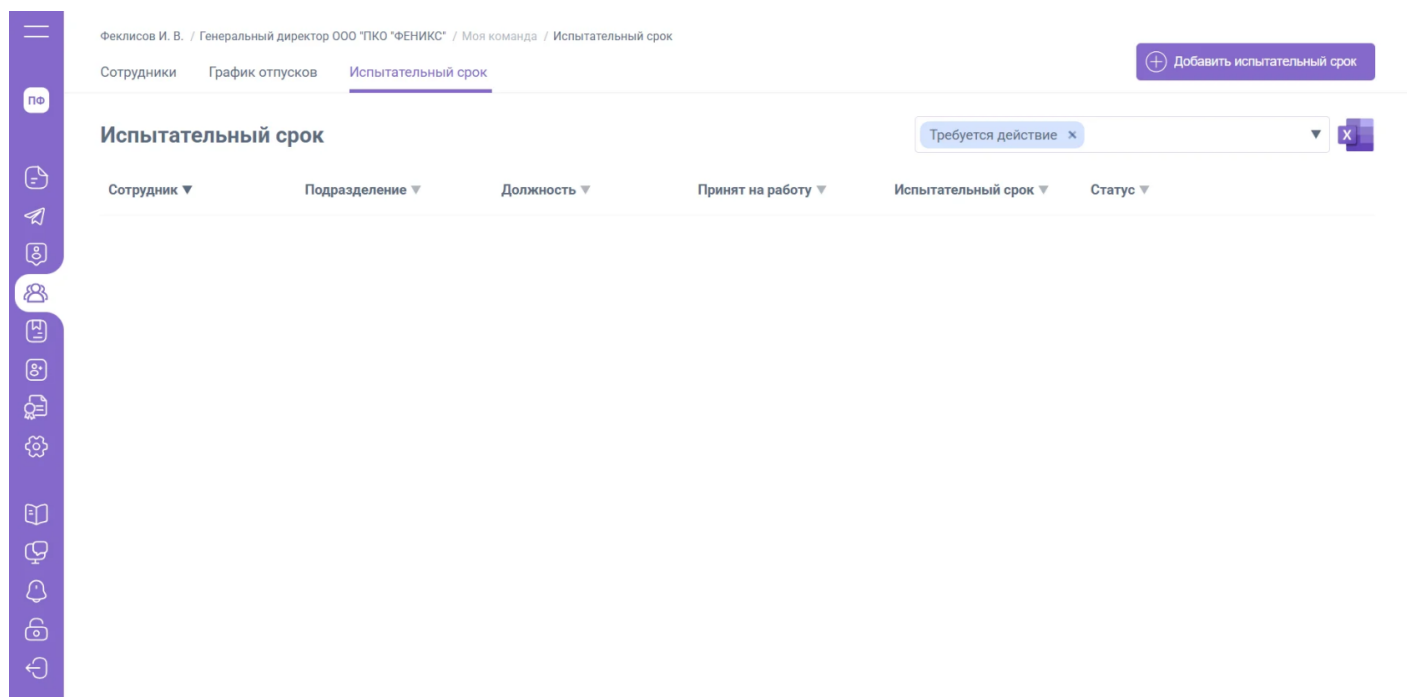 Феклисов И. В. / Генеральный директор ООО "ПКО "ФЕНИКС" / Моя команда / Испытательный срок
Добавить испытательный срок
Сотрудники График отпусков Испытательный срок
ПФ
Испытательный срок
Требуется действие ×
X
Сотрудник Подразделение Должность Принят на работу Испытательный срок Статус